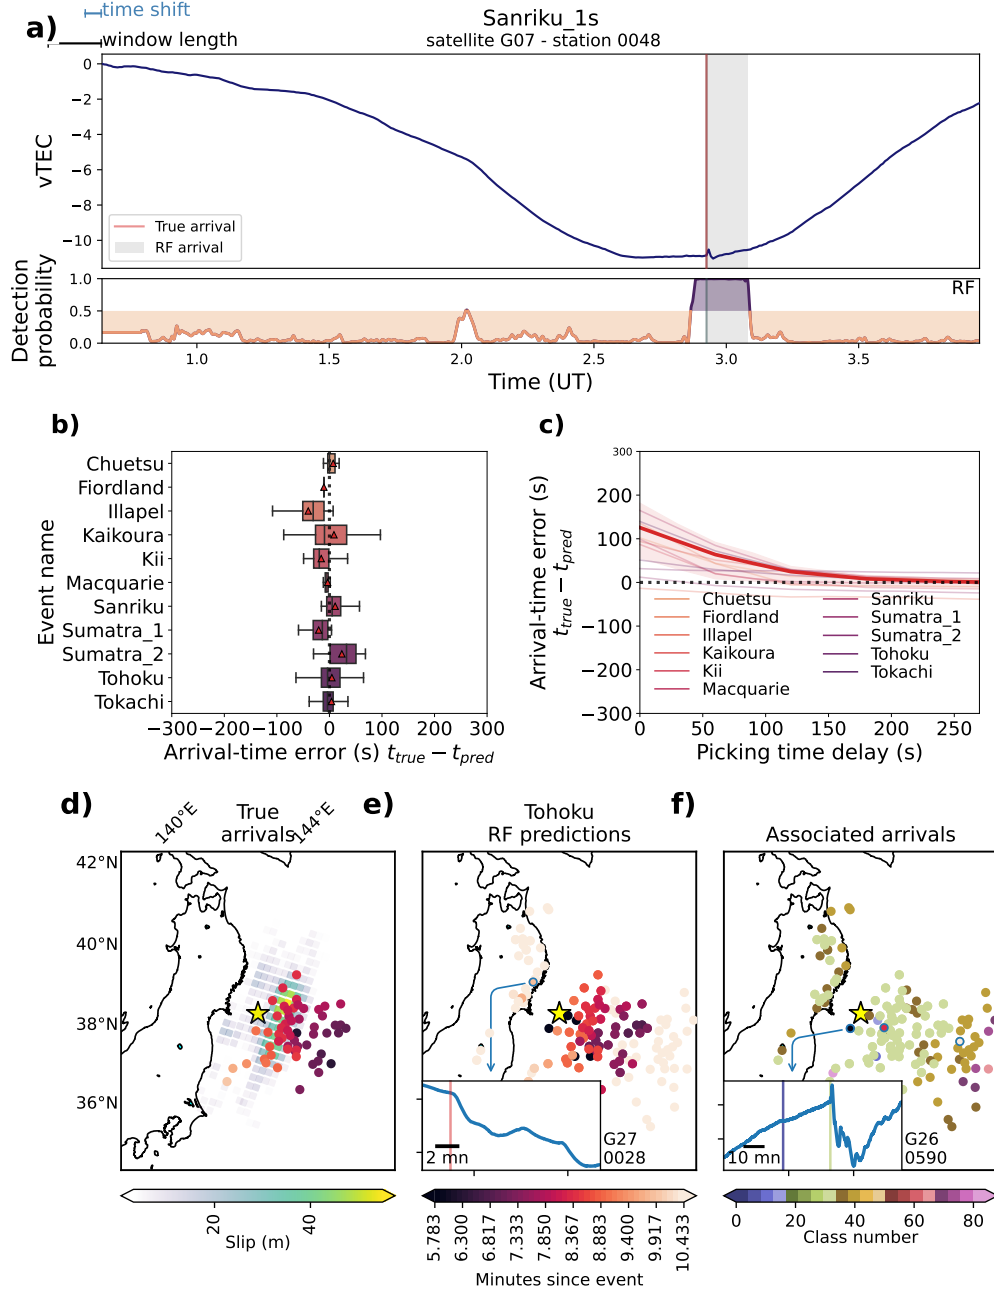 time shift
a)
window length
Sanriku_1s
satellite G07 - station 0048
vTEC
0
−2
−4
−6
−8
−10
True arrival
RF arrival
Detection
probability
1.0
0.5
0.0
RF
1.0
1.5
2.0
2.5
3.0
3.5
Time (UT)
b)
Event name
Chuetsu
Fiordland
Illapel
Kaikoura
Kii
Macquarie
Sanriku
Sumatra_1
Sumatra_2
Tohoku
Tokachi
−300
−200
−100
0
100
200
300
Arrival-time error (s) t_true − t_pred
c)
Arrival-time error (s)
t_true − t_pred
300
200
100
0
−100
−200
−300
Chuetsu
Fiordland
Illapel
Kaikoura
Kii
Macquarie
Sanriku
Sumatra_1
Sumatra_2
Tohoku
Tokachi
0
50
100
150
200
250
Picking time delay (s)
d)
True
arrivals
140°E
144°E
42°N
40°N
38°N
36°N
20
40
Slip (m)
e)
Tohoku
RF predictions
2 mn
G27
0028
5.783
6.300
6.817
7.333
7.850
8.367
8.883
9.400
9.917
10.433
Minutes since event
f)
Associated arrivals
10 mn
G26
0590
0
20
40
60
80
Class number